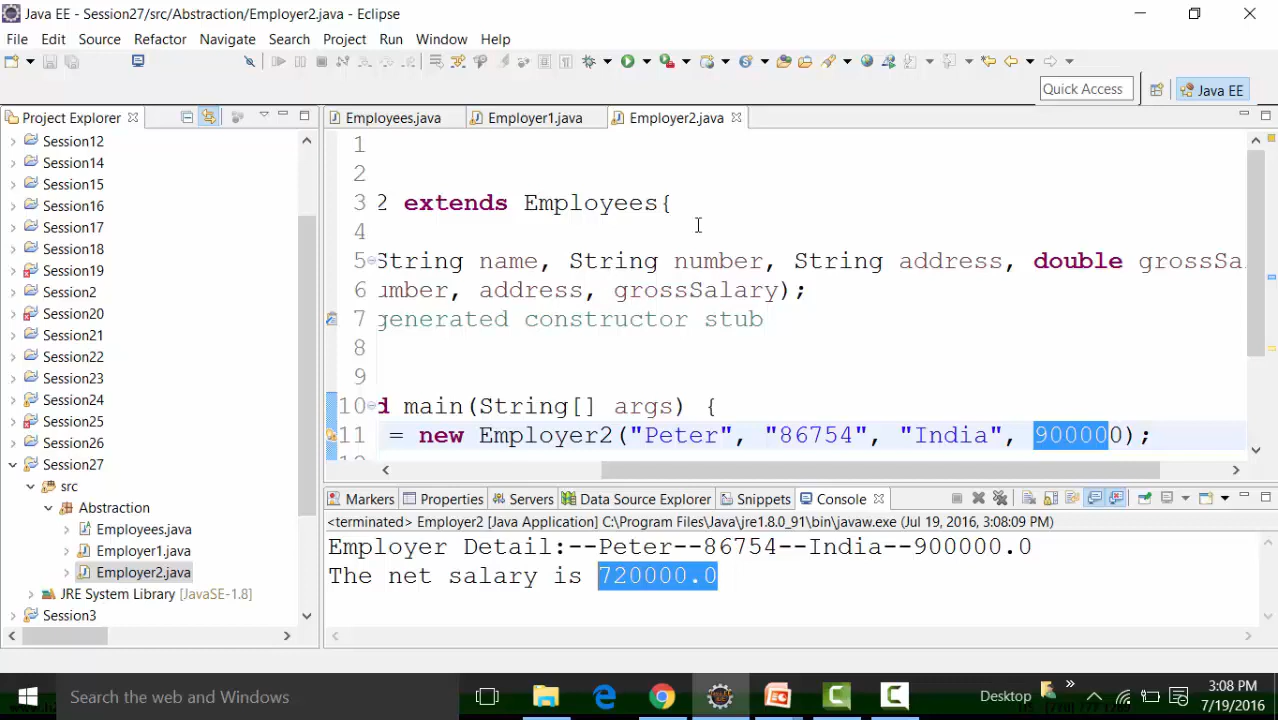 Java EE - Session27/src/Abstraction/Employer2.java - Eclipse
File Edit Source Refactor Navigate Search Project Run Window Help
Quick Access
Java EE
Project Explorer
Employees.java
Employer1.java
Employer2.java
Session12
Session14
Session15
Session16
Session17
Session18
Session19
Session2
Session20
Session21
Session22
Session23
Session24
Session25
Session26
Session27
src
Abstraction
Employees.java
Employer1.java
Employer2.java
JRE System Library [JavaSE-1.8]
Session3
1
2
3 2 extends Employees{
4
5 String name, String number, String address, double grossSa
6 umber, address, grossSalary);
7 generated constructor stub
8
9
10 d main(String[] args) {
11 = new Employer2("Peter", "86754", "India", 900000);
Markers Properties Servers Data Source Explorer Snippets Console
<terminated> Employer2 [Java Application] C:\Program Files\Java\jre1.8.0_91\bin\javaw.exe (Jul 19, 2016, 3:08:09 PM)
Employer Detail:--Peter--86754--India--900000.0
The net salary is 720000.0
Search the web and Windows
Desktop
3:08 PM
7/19/2016